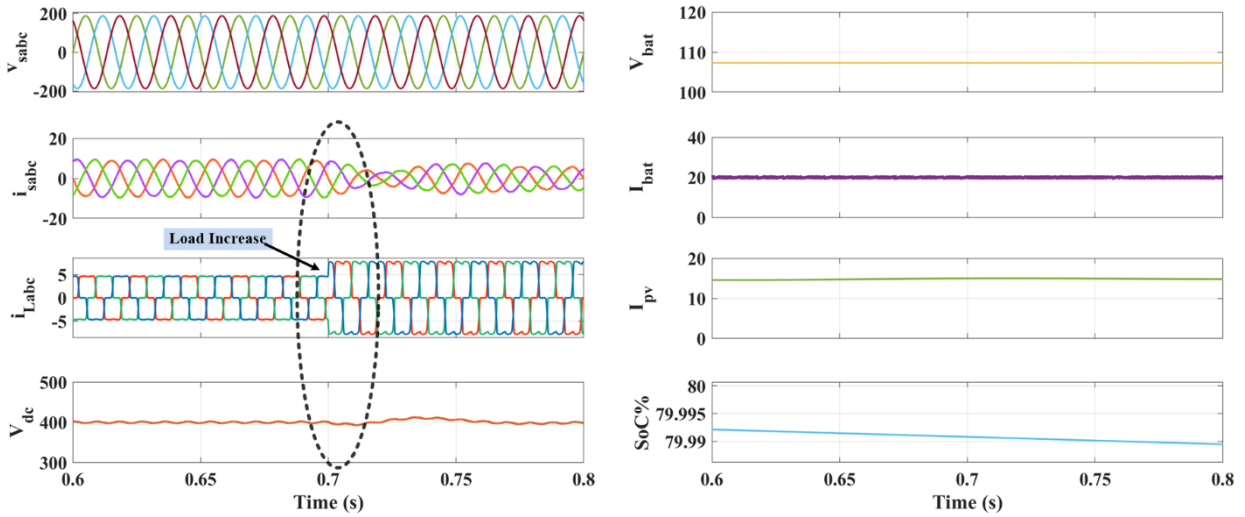 v_sabc
200
0
-200
i_sabc
20
0
-20
Load Increase
i_Labc
5
0
-5
V_dc
500
400
300
0.6 0.65 0.7 0.75 0.8
Time (s)
V_bat
120
110
100
I_bat
40
20
0
I_pv
20
10
0
SoC%
80
79.995
79.99
0.6 0.65 0.7 0.75 0.8
Time (s)